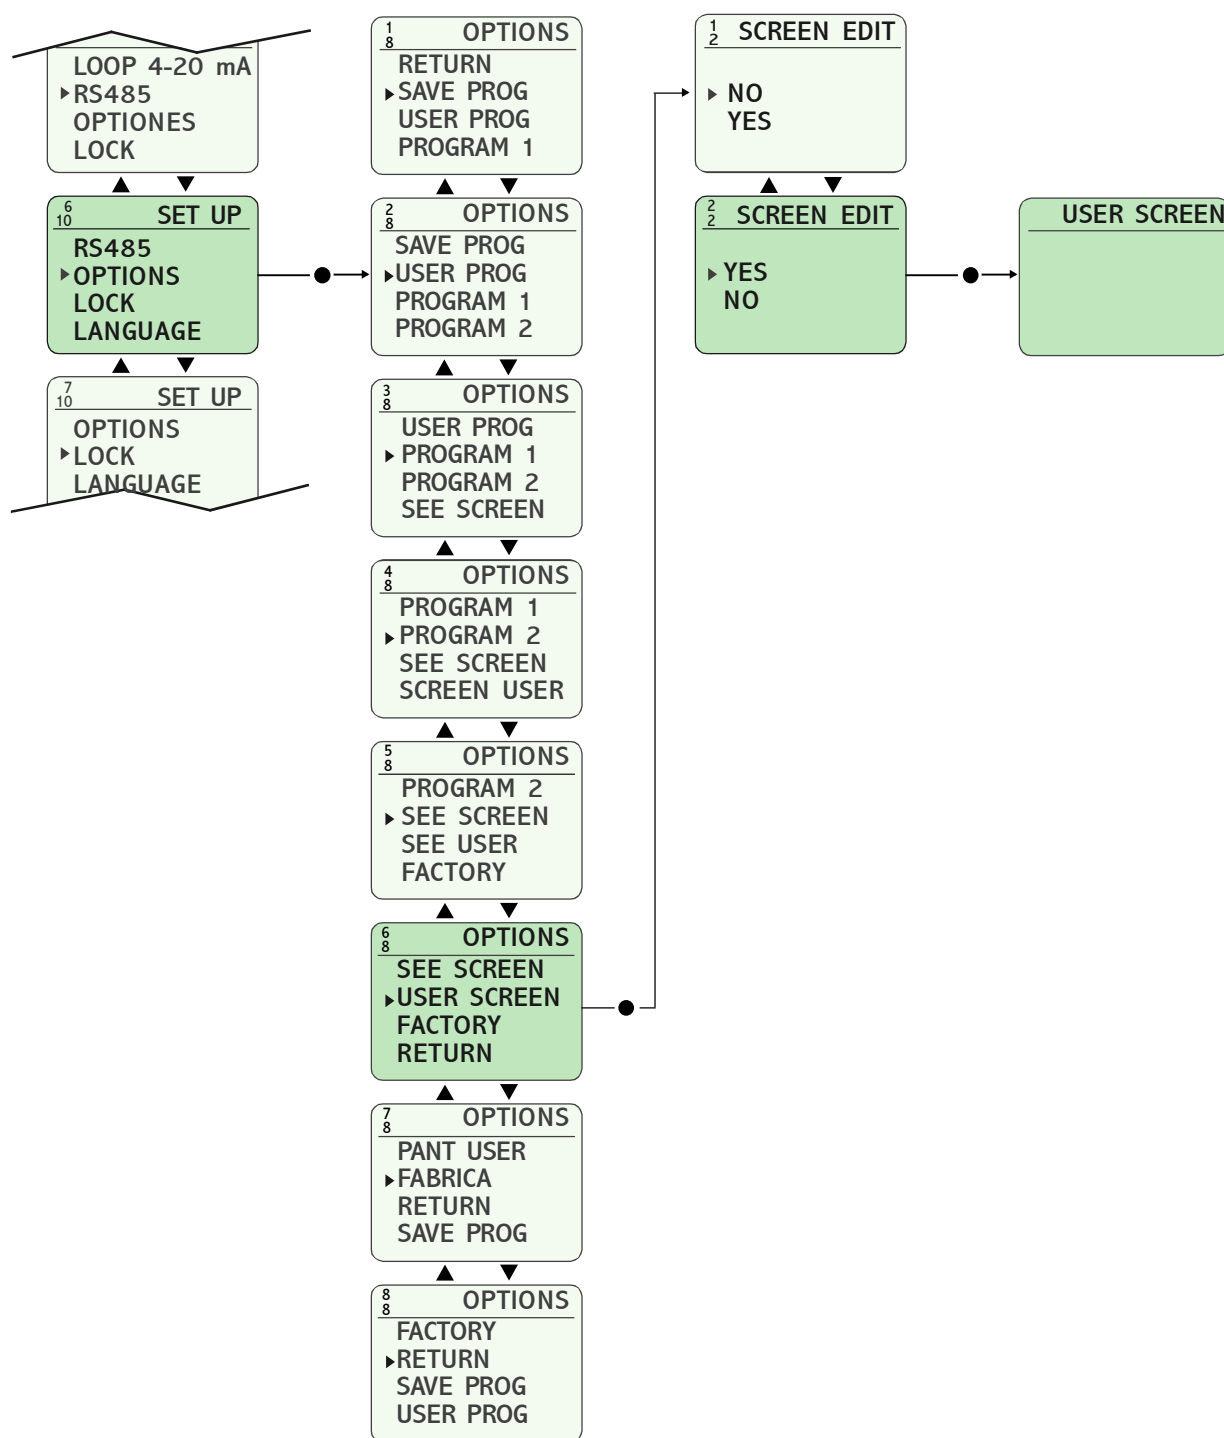 LOOP 4-20 mA
RS485
OPTIONES
LOCK
6
10
SET UP
RS485
OPTIONS
LOCK
LANGUAGE
7
10
SET UP
OPTIONS
LOCK
LANGUAGE
1
8
OPTIONS
RETURN
SAVE PROG
USER PROG
PROGRAM 1
2
8
OPTIONS
SAVE PROG
USER PROG
PROGRAM 1
PROGRAM 2
3
8
OPTIONS
USER PROG
PROGRAM 1
PROGRAM 2
SEE SCREEN
4
8
OPTIONS
PROGRAM 1
PROGRAM 2
SEE SCREEN
SCREEN USER
5
8
OPTIONS
PROGRAM 2
SEE SCREEN
SEE USER
FACTORY
6
8
OPTIONS
SEE SCREEN
USER SCREEN
FACTORY
RETURN
7
8
OPTIONS
PANT USER
FABRICA
RETURN
SAVE PROG
8
8
OPTIONS
FACTORY
RETURN
SAVE PROG
USER PROG
1
2
SCREEN EDIT
NO
YES
2
2
SCREEN EDIT
YES
NO
USER SCREEN